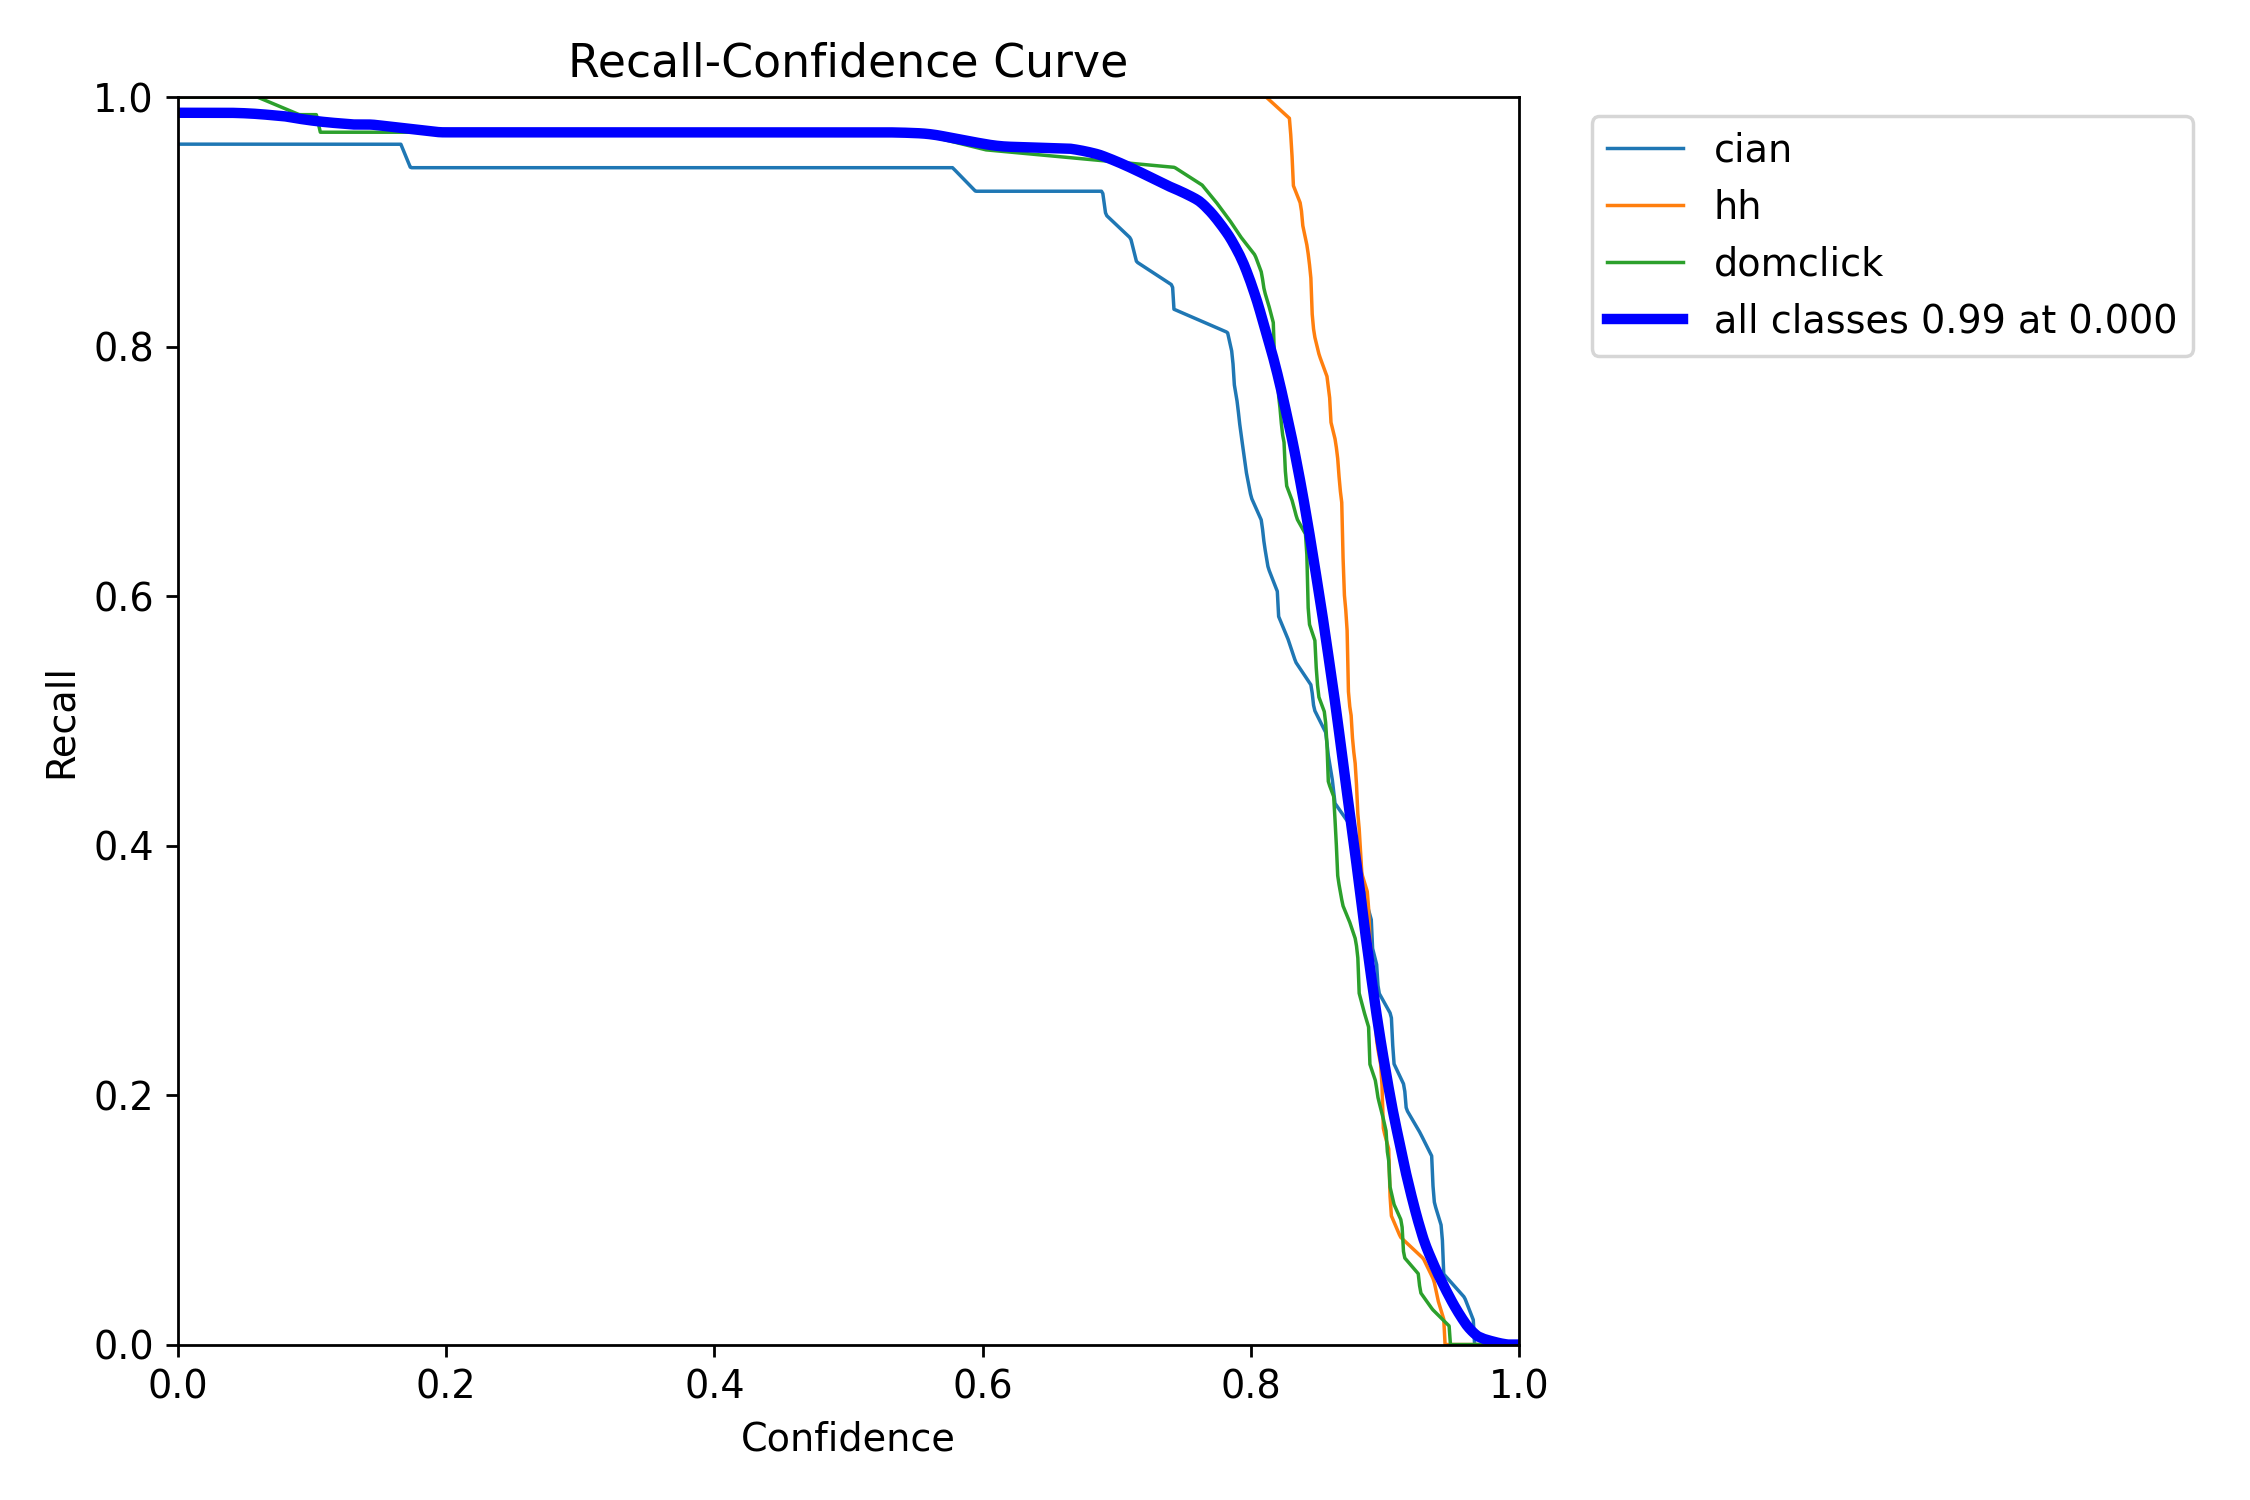 Recall-Confidence Curve
1.0
0.8
0.6
0.4
0.2
0.0
Recall
0.0 0.2 0.4 0.6 0.8 1.0
Confidence
cian
hh
domclick
all classes 0.99 at 0.000